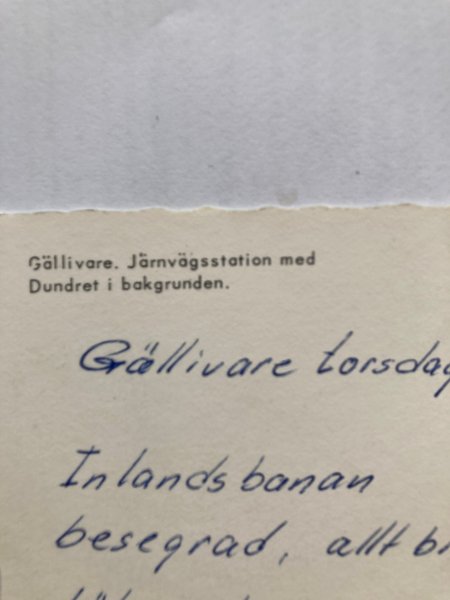 Gällivare. Järnvägsstation med
Dundret i bakgrunden.
Gällivare torsdag
Inlandsbanan
besegrad, allt